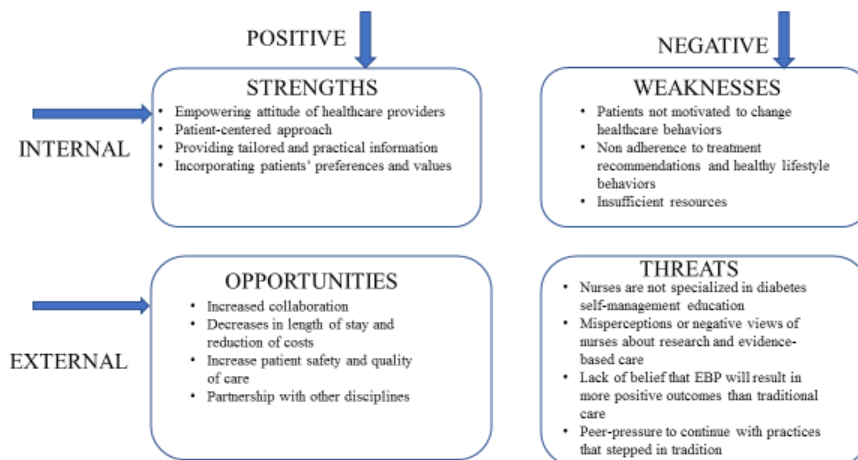 POSITIVE
NEGATIVE
INTERNAL
STRENGTHS
• Empowering attitude of healthcare providers
• Patient-centered approach
• Providing tailored and practical information
• Incorporating patients' preferences and values
WEAKNESSES
• Patients not motivated to change
healthcare behaviors
• Non adherence to treatment
recommendations and healthy lifestyle
behaviors
• Insufficient resources
EXTERNAL
OPPORTUNITIES
• Increased collaboration
• Decreases in length of stay and
reduction of costs
• Increase patient safety and quality
of care
• Partnership with other disciplines
THREATS
• Nurses are not specialized in diabetes
self-management education
• Misperceptions or negative views of
nurses about research and evidence-
based care
• Lack of belief that EBP will result in
more positive outcomes than traditional
care
• Peer-pressure to continue with practices
that stepped in tradition